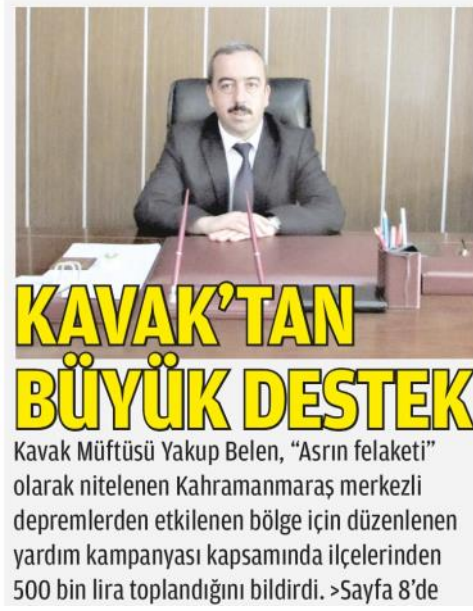 KAVAK'TAN
BÜYÜK DESTEK
Kavak Müftüsü Yakup Belen, “Asrın felaketi”
olarak nitelenen Kahramanmaraş merkezli
depremlerden etkilenen bölge için düzenlenen
yardım kampanyası kapsamında ilçelerinden
500 bin lira toplandığını bildirdi. >Sayfa 8’de